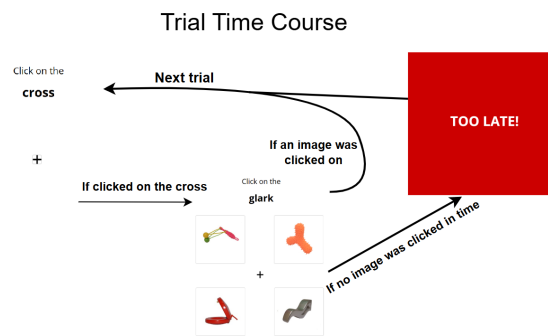 Trial Time Course
Click on the
cross
Next trial
TOO LATE!
+
If an image was
clicked on
If clicked on the cross
Click on the
glark
+
If no image was clicked in time